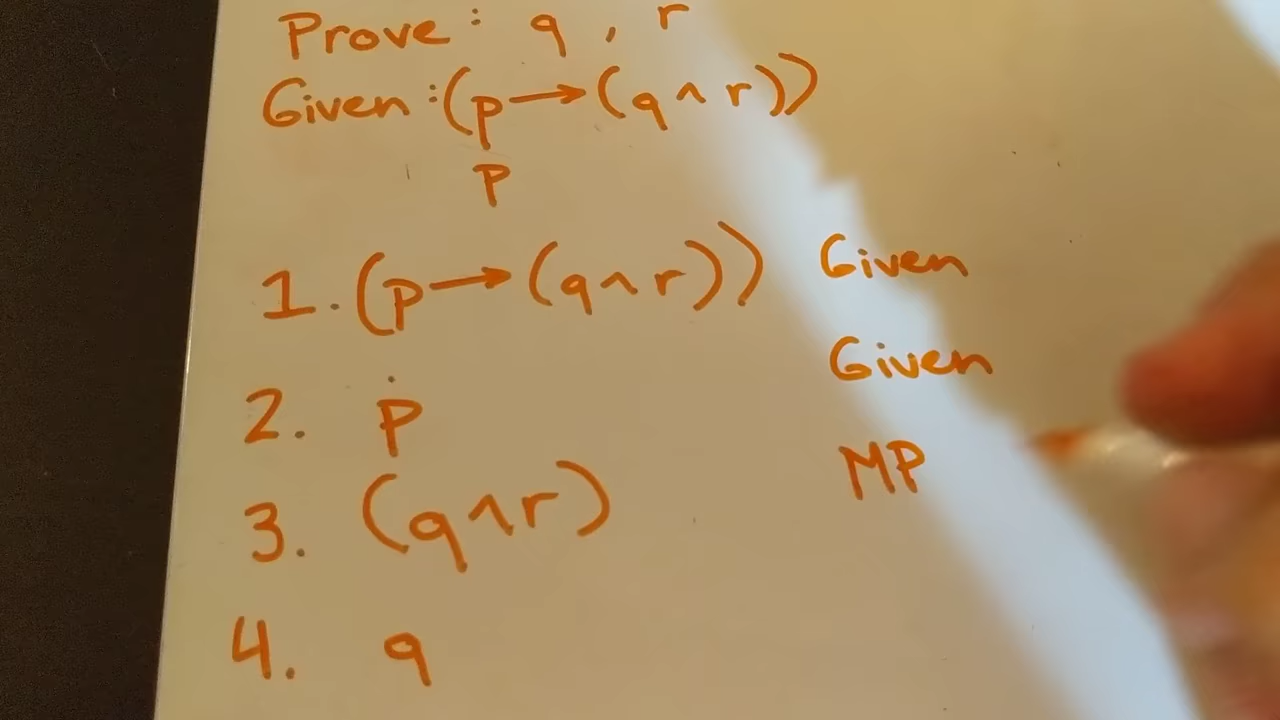 Prove: q, r
Given: (p→(q∧r))
P
1. (p→(q∧r)) Given
2. p Given
3. (q∧r) MP
4. q